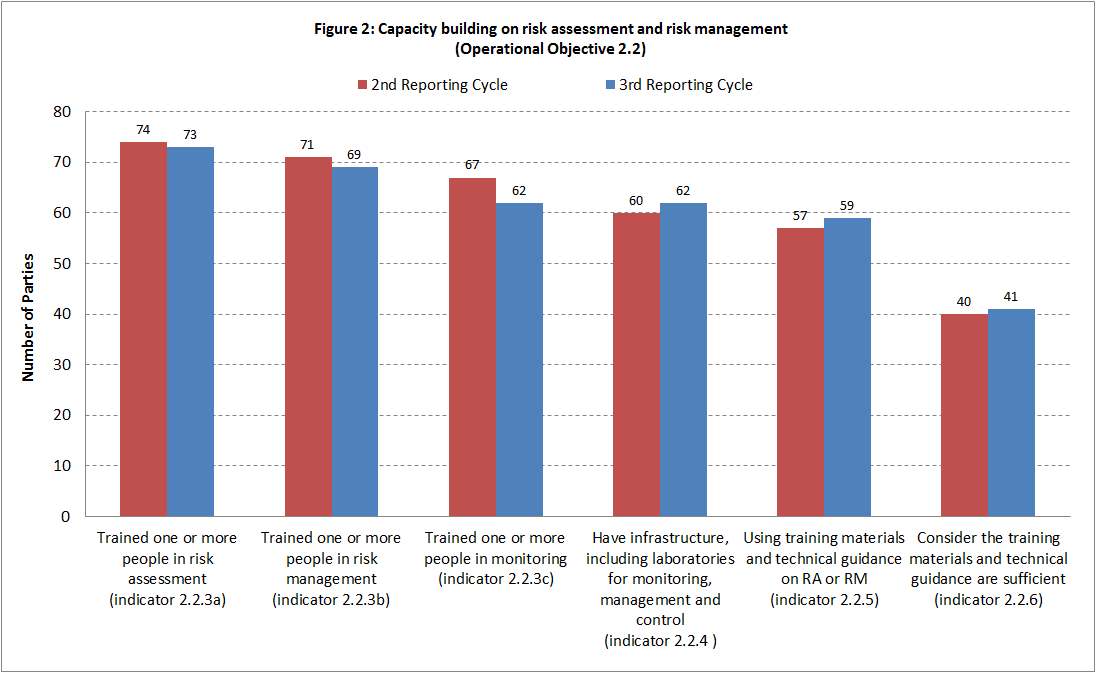 Figure 2: Capacity building on risk assessment and risk management
(Operational Objective 2.2)
2nd Reporting Cycle
3rd Reporting Cycle
Number of Parties
80
70
60
50
40
30
20
10
0
74
73
71
69
67
62
60
62
57
59
40
41
Trained one or more
people in risk
assessment
(indicator 2.2.3a)
Trained one or more
people in risk
management
(indicator 2.2.3b)
Trained one or more
people in monitoring
(indicator 2.2.3c)
Have infrastructure,
including laboratories
for monitoring,
management and
control
(indicator 2.2.4 )
Using training materials
and technical guidance
on RA or RM
(indicator 2.2.5)
Consider the training
materials and technical
guidance are sufficient
(indicator 2.2.6)